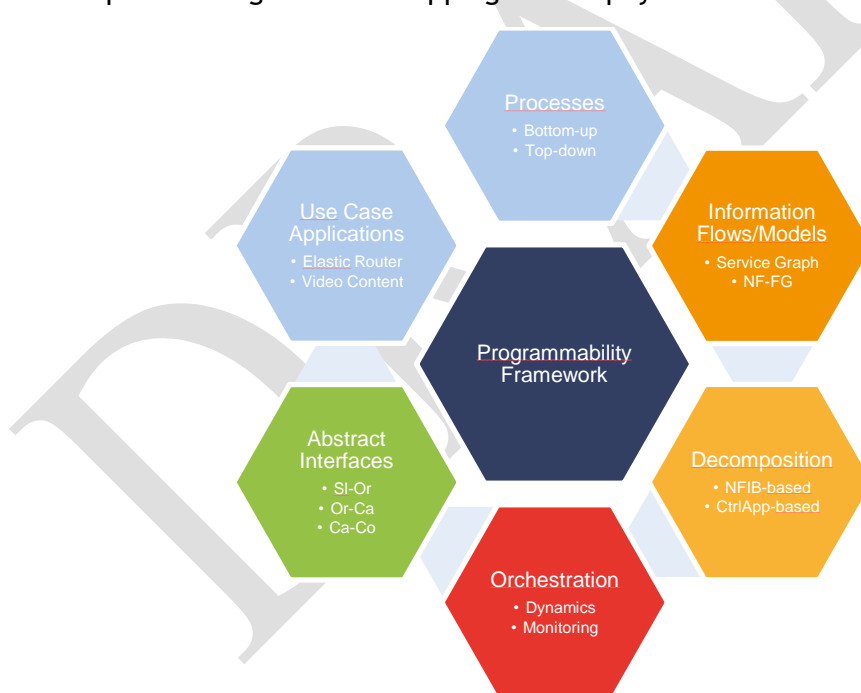 Processes
• Bottom-up
• Top-down
Use Case
Applications
• Elastic Router
• Video Content
Information
Flows/Models
• Service Graph
• NF-FG
Programmability
Framework
Abstract
Interfaces
• SI-Or
• Or-Ca
• Ca-Co
Decomposition
• NFIB-based
• CtrlApp-based
Orchestration
• Dynamics
• Monitoring